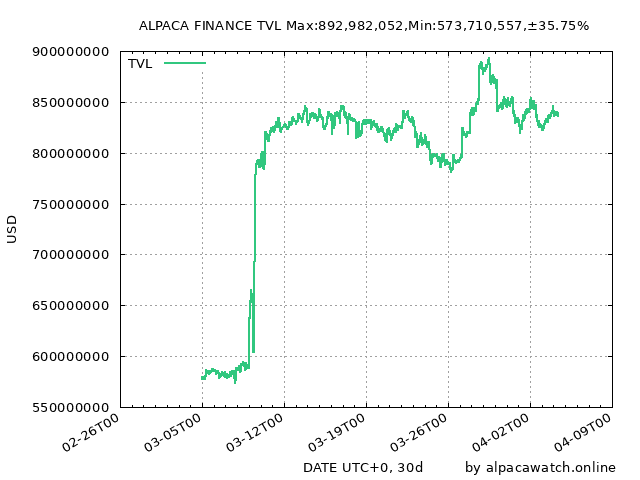 ALPACA FINANCE TVL Max:892,982,052,Min:573,710,557,±35.75%
TVL
900000000
850000000
800000000
750000000
700000000
650000000
600000000
550000000
USD
02-26T00
03-05T00
03-12T00
03-19T00
03-26T00
04-02T00
04-09T00
DATE UTC+0, 30d
by alpacawatch.online